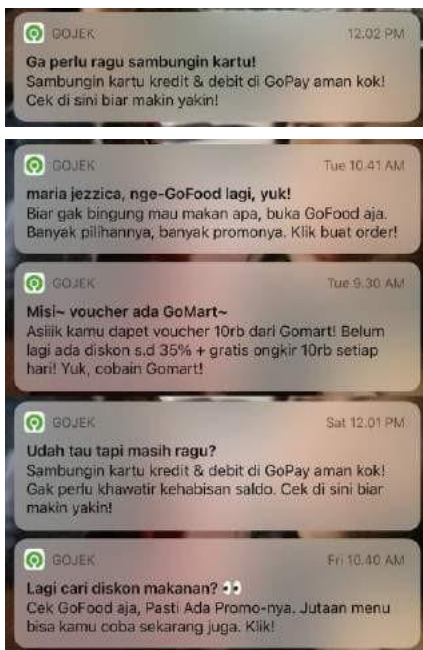 GOJEK 12.02 PM
Ga perlu ragu sambungin kartu!
Sambungin kartu kredit & debit di GoPay aman kok!
Cek di sini biar makin yakin!
GOJEK Tue 10.41 AM
maria jezzica, nge-GoFood lagi, yuk!
Biar gak bingung mau makan apa, buka GoFood aja.
Banyak pilihannya, banyak promonya. Klik buat order!
GOJEK Tue 9.30 AM
Misi~ voucher ada GoMart~
Asiiik kamu dapet voucher 10rb dari Gomart! Belum
lagi ada diskon s.d 35% + gratis ongkir 10rb setiap
hari! Yuk, cobain Gomart!
GOJEK Sat 12.01 PM
Udah tau tapi masih ragu?
Sambungin kartu kredit & debit di GoPay aman kok!
Gak perlu khawatir kehabisan saldo. Cek di sini biar
makin yakin!
GOJEK Fri 10.40 AM
Lagi cari diskon makanan? 👀
Cek GoFood aja, Pasti Ada Promo-nya. Jutaan menu
bisa kamu coba sekarang juga. Klik!